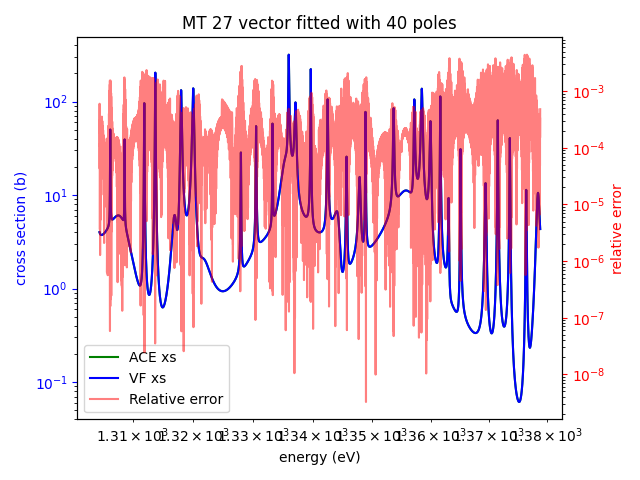 MT 27 vector fitted with 40 poles
cross section (b)
10²
10¹
10⁰
10⁻¹
10⁻³
10⁻⁴
10⁻⁵
10⁻⁶
10⁻⁷
10⁻⁸
relative error
ACE xs
VF xs
Relative error
1.31 × 10³ 1.32 × 10³ 1.33 × 10³ 1.34 × 10³ 1.35 × 10³ 1.36 × 10³ 1.37 × 10³ 1.38 × 10³
energy (eV)